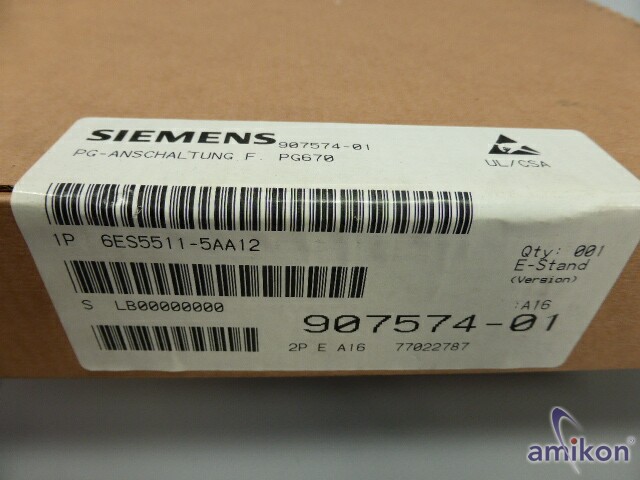 SIEMENS 907574-01
PG-ANSCHALTUNG F. PG670
UL/CSA
1P 6ES5511-5AA12
Qty: 001
E-Stand
(Version)
S LB00000000
:A16
907574-01
2P E A16 77022787
amikon®